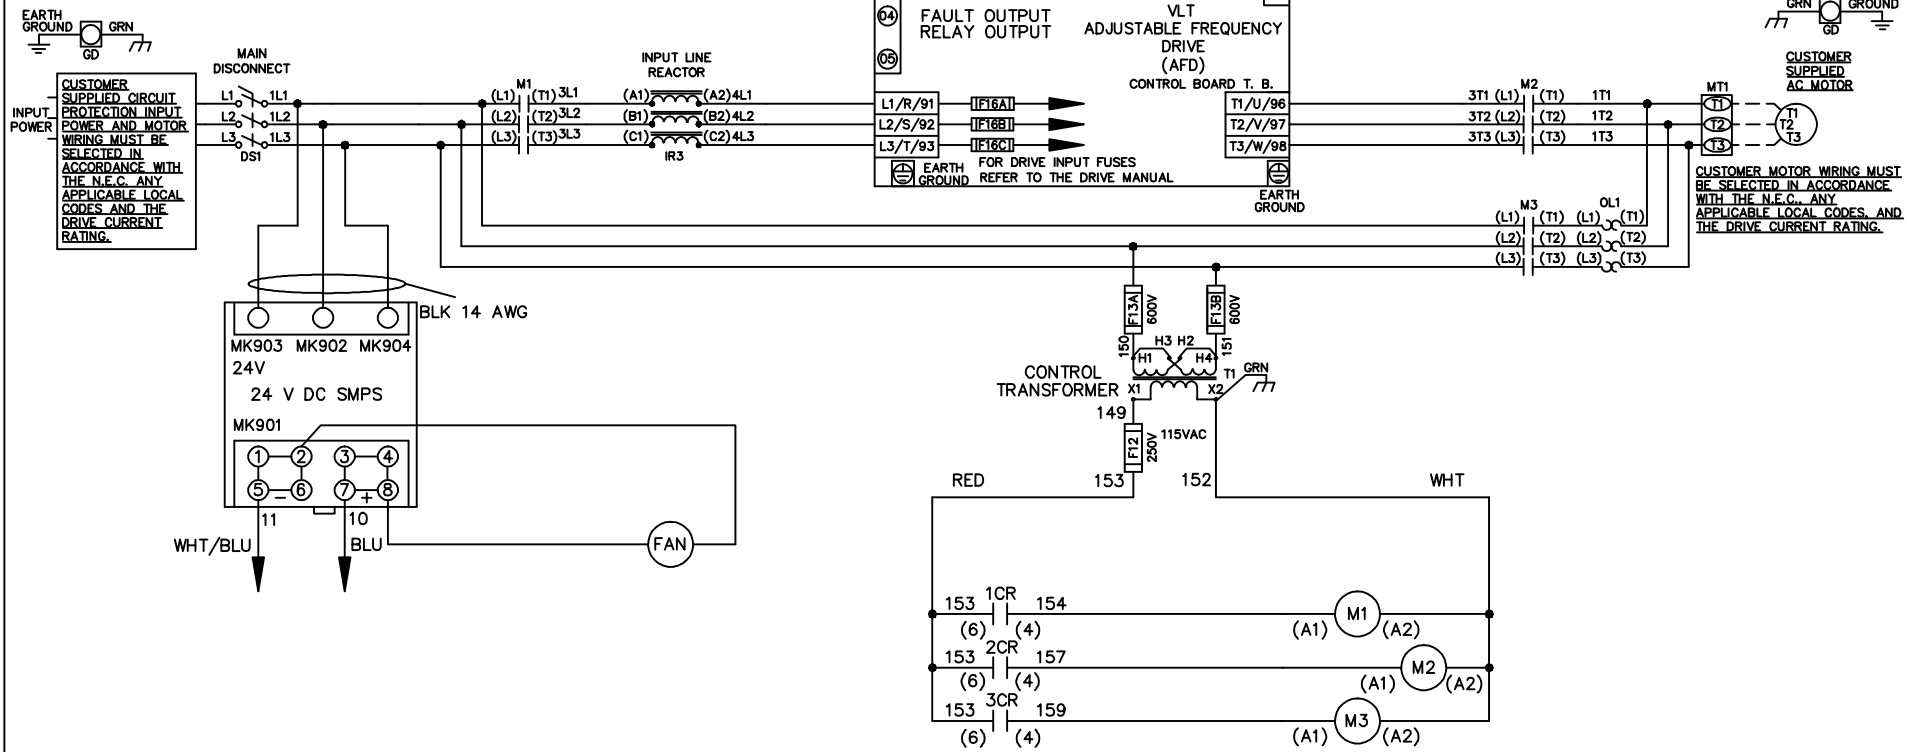 EARTH
GROUND
GRN
GD
CUSTOMER
SUPPLIED CIRCUIT
PROTECTION INPUT
POWER AND MOTOR
WIRING MUST BE
SELECTED IN
ACCORDANCE WITH
THE N.E.C. ANY
APPLICABLE LOCAL
CODES AND THE
DRIVE CURRENT
RATING.
INPUT
POWER
MAIN
DISCONNECT
L1 1L1
L2 1L2
L3 1L3
DS1
M1
(L1) (T1) 3L1
(L2) (T2) 3L2
(L3) (T3) 3L3
INPUT LINE
REACTOR
(A1) (A2) 4L1
(B1) (B2) 4L2
(C1) (C2) 4L3
IR3
04
05
FAULT OUTPUT
RELAY OUTPUT
VLT
ADJUSTABLE FREQUENCY
DRIVE
(AFD)
CONTROL BOARD T. B.
L1/R/91 F16A T1/U/96
L2/S/92 F16B T2/V/97
L3/T/93 F16C T3/W/98
EARTH
GROUND
FOR DRIVE INPUT FUSES
REFER TO THE DRIVE MANUAL
EARTH
GROUND
M2
3T1 (L1) (T1) 1T1
3T2 (L2) (T2) 1T2
3T3 (L3) (T3) 1T3
GRN
GROUND
GD
CUSTOMER
SUPPLIED
AC MOTOR
MT1
T1 T1
T2 T2
T3 T3
CUSTOMER MOTOR WIRING MUST
BE SELECTED IN ACCORDANCE
WITH THE N.E.C., ANY
APPLICABLE LOCAL CODES, AND
THE DRIVE CURRENT RATING.
M3 OL1
(L1) (T1) (L1) (T1)
(L2) (T2) (L2) (T2)
(L3) (T3) (L3) (T3)
BLK 14 AWG
MK903 MK902 MK904
24V
24 V DC SMPS
MK901
1 2 3 4
5 - 6 7 + 8
11 10
WHT/BLU BLU
FAN
F13A 600V
F13B 600V
150 151
H1 H3 H2 H4
CONTROL
TRANSFORMER
X1 X2 T1
GRN
149
F12 250V
115VAC
153 152
RED WHT
1CR
153 154
(6) (4)
M1
(A1) (A2)
2CR
153 157
(6) (4)
M2
(A1) (A2)
3CR
153 159
(6) (4)
M3
(A1) (A2)